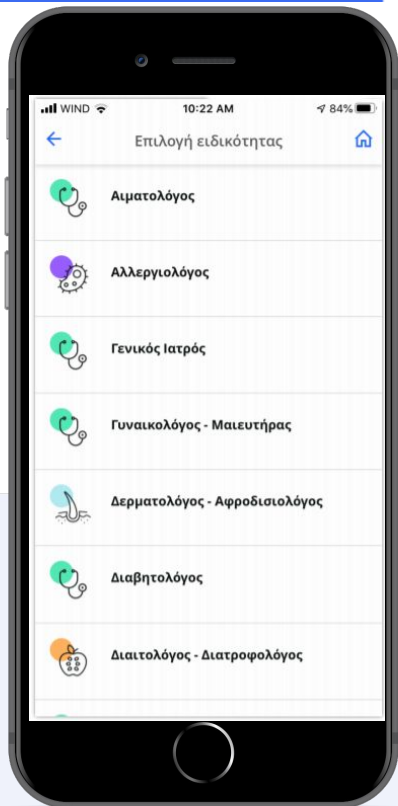 WIND 10:22 AM 84%
Επιλογή ειδικότητας
Αιματολόγος
Αλλεργιολόγος
Γενικός Ιατρός
Γυναικολόγος - Μαιευτήρας
Δερματολόγος - Αφροδισιολόγος
Διαβητολόγος
Διαιτολόγος - Διατροφολόγος